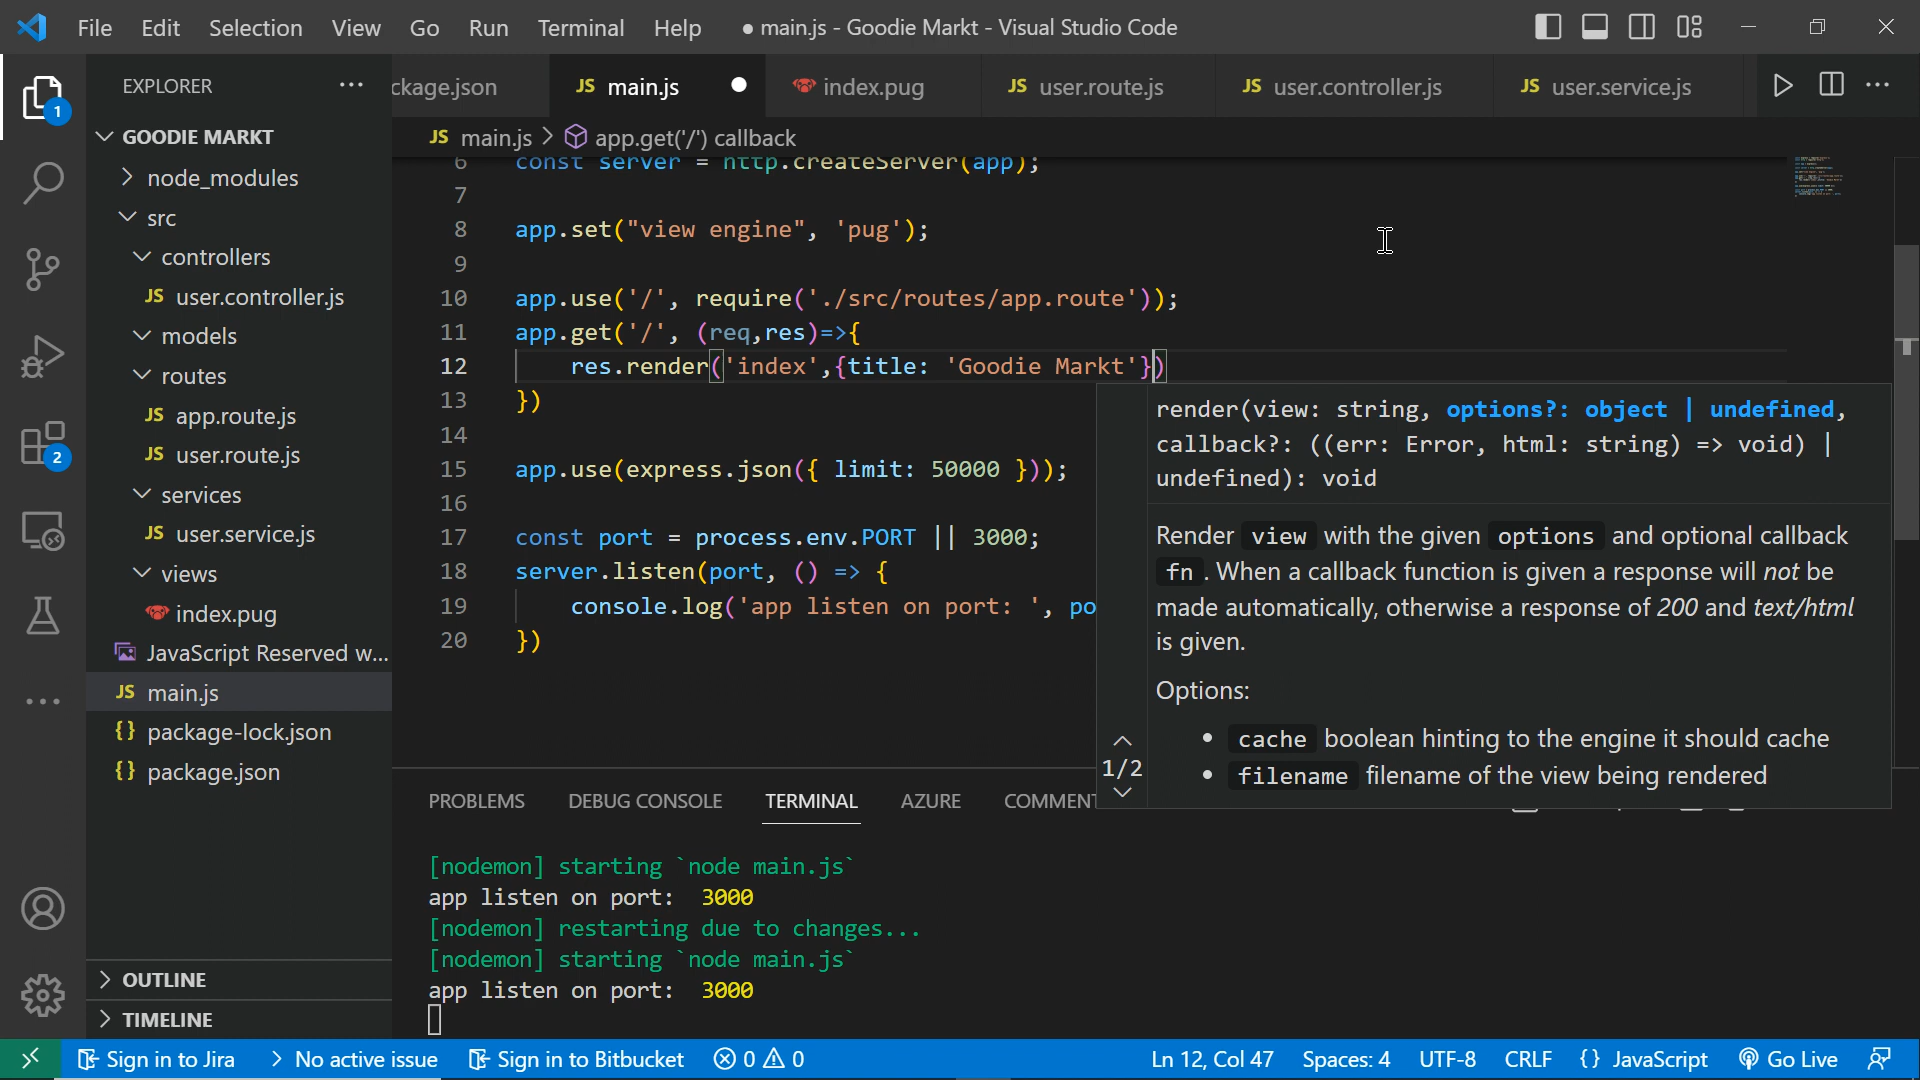 File Edit Selection View Go Run Terminal Help ● main.js - Goodie Markt - Visual Studio Code
EXPLORER ...
ckage.json JS main.js ● index.pug JS user.route.js JS user.controller.js JS user.service.js ...
1
GOODIE MARKT
node_modules
src
controllers
JS user.controller.js
models
routes
JS app.route.js
JS user.route.js
services
JS user.service.js
views
index.pug
JavaScript Reserved w...
JS main.js
{} package-lock.json
{} package.json
OUTLINE
TIMELINE
2
JS main.js > app.get('/') callback
6 const server = http.createServer(app);
7
8 app.set("view engine", 'pug');
9
10 app.use('/', require('./src/routes/app.route'));
11 app.get('/', (req,res)=>{
12 res.render('index',{title: 'Goodie Markt'})
13 })
14
15 app.use(express.json({ limit: 50000 }));
16
17 const port = process.env.PORT || 3000;
18 server.listen(port, () => {
19 console.log('app listen on port: ', po
20 })
render(view: string, options?: object | undefined,
callback?: ((err: Error, html: string) => void) |
undefined): void
Render view with the given options and optional callback
fn . When a callback function is given a response will not be
made automatically, otherwise a response of 200 and text/html
is given.
Options:
• cache boolean hinting to the engine it should cache
• filename filename of the view being rendered
1/2
PROBLEMS DEBUG CONSOLE TERMINAL AZURE COMMENT
[nodemon] starting `node main.js`
app listen on port: 3000
[nodemon] restarting due to changes...
[nodemon] starting `node main.js`
app listen on port: 3000
Sign in to Jira > No active issue Sign in to Bitbucket 0 0 Ln 12, Col 47 Spaces: 4 UTF-8 CRLF {} JavaScript Go Live